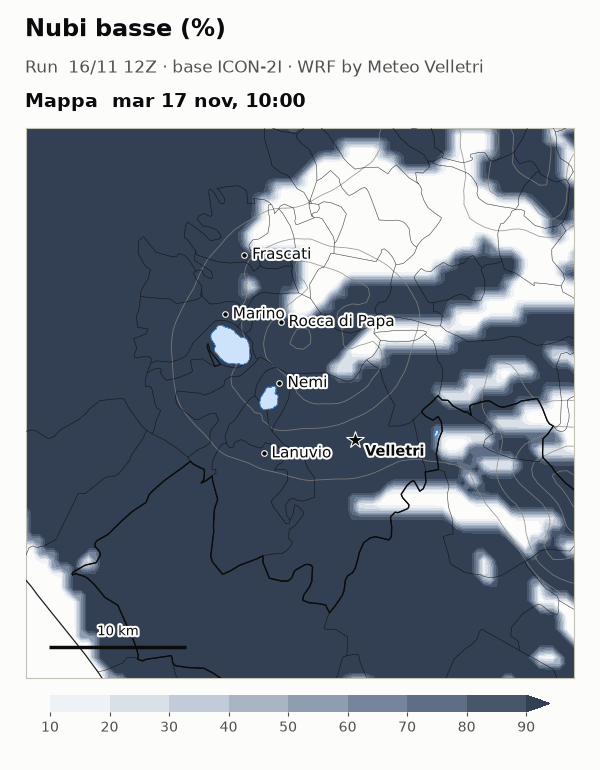 Nubi basse (%)
Run  16/11 12Z · base ICON-2I · WRF by Meteo Velletri
Mappa  mar 17 nov, 10:00
Frascati
Marino
Rocca di Papa
Nemi
Velletri
Lanuvio
10 km
10 20 30 40 50 60 70 80 90